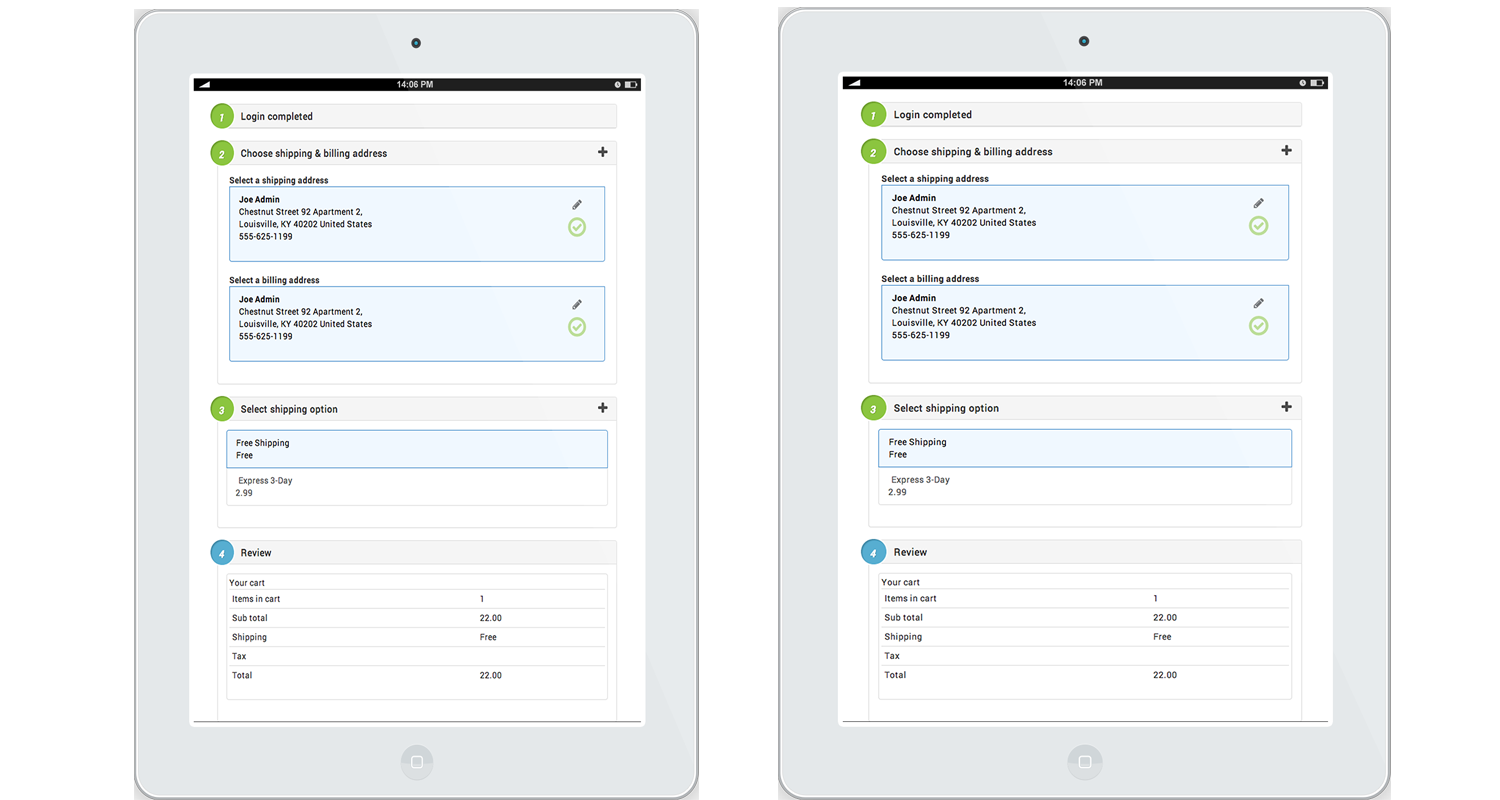 14:06 PM
1 Login completed
2 Choose shipping & billing address
Select a shipping address
Joe Admin
Chestnut Street 92 Apartment 2,
Louisville, KY 40202 United States
555-625-1199
Select a billing address
Joe Admin
Chestnut Street 92 Apartment 2,
Louisville, KY 40202 United States
555-625-1199
3 Select shipping option
Free Shipping
Free
Express 3-Day
2.99
4 Review
Your cart
Items in cart 1
Sub total 22.00
Shipping Free
Tax
Total 22.00
14:06 PM
1 Login completed
2 Choose shipping & billing address
Select a shipping address
Joe Admin
Chestnut Street 92 Apartment 2,
Louisville, KY 40202 United States
555-625-1199
Select a billing address
Joe Admin
Chestnut Street 92 Apartment 2,
Louisville, KY 40202 United States
555-625-1199
3 Select shipping option
Free Shipping
Free
Express 3-Day
2.99
4 Review
Your cart
Items in cart 1
Sub total 22.00
Shipping Free
Tax
Total 22.00